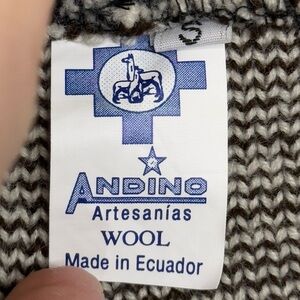 S
ANDINO
Artesanías
WOOL
Made in Ecuador